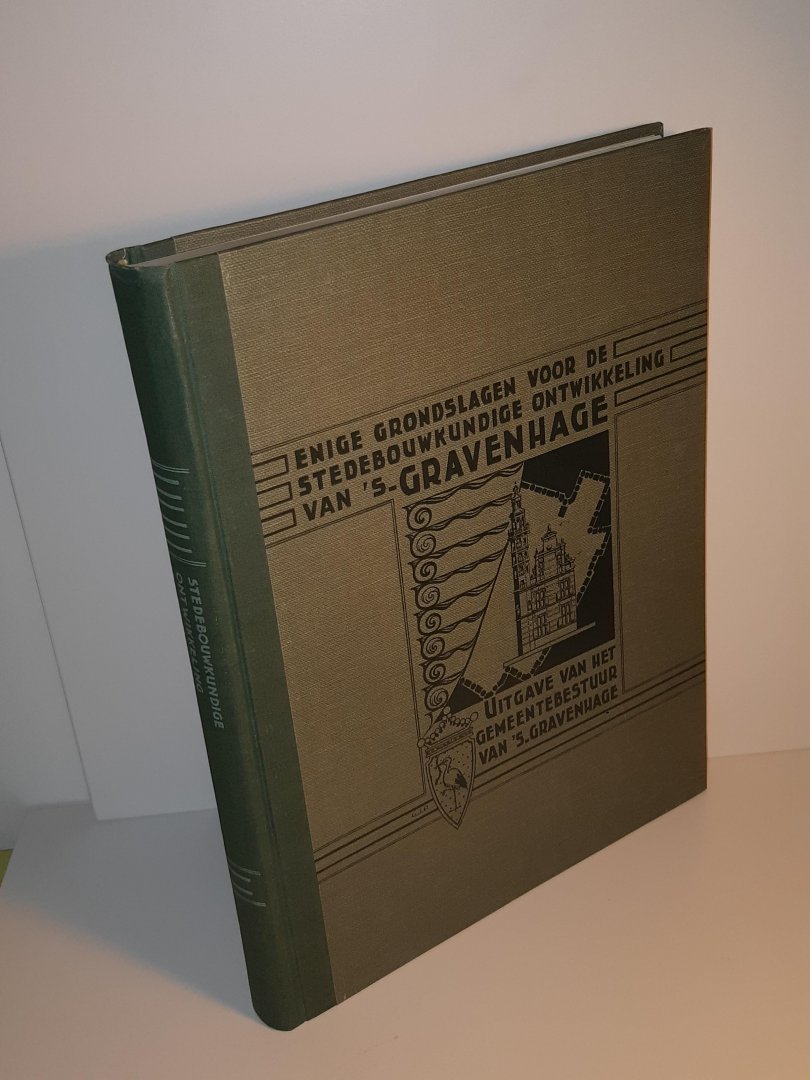 ENIGE GRONDSLAGEN VOOR DE
STEDEBOUWKUNDIGE ONTWIKKELING
VAN 'S-GRAVENHAGE
UITGAVE VAN HET
GEMEENTEBESTUUR
VAN 'S-GRAVENHAGE
STEDEBOUWKUNDIGE
ONTWIKKELING